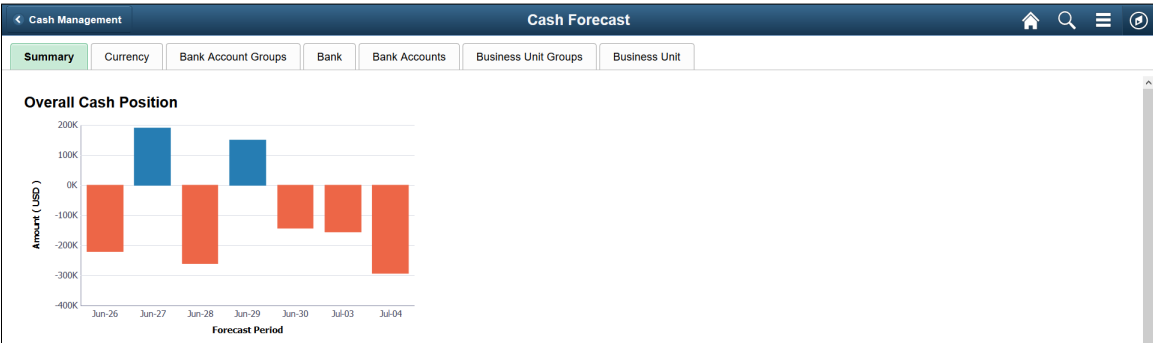 Cash Management
Cash Forecast
Summary Currency Bank Account Groups Bank Bank Accounts Business Unit Groups Business Unit
Overall Cash Position
200K
100K
0K
-100K
-200K
-300K
-400K
Amount ( USD )
Jun-26 Jun-27 Jun-28 Jun-29 Jun-30 Jul-03 Jul-04
Forecast Period